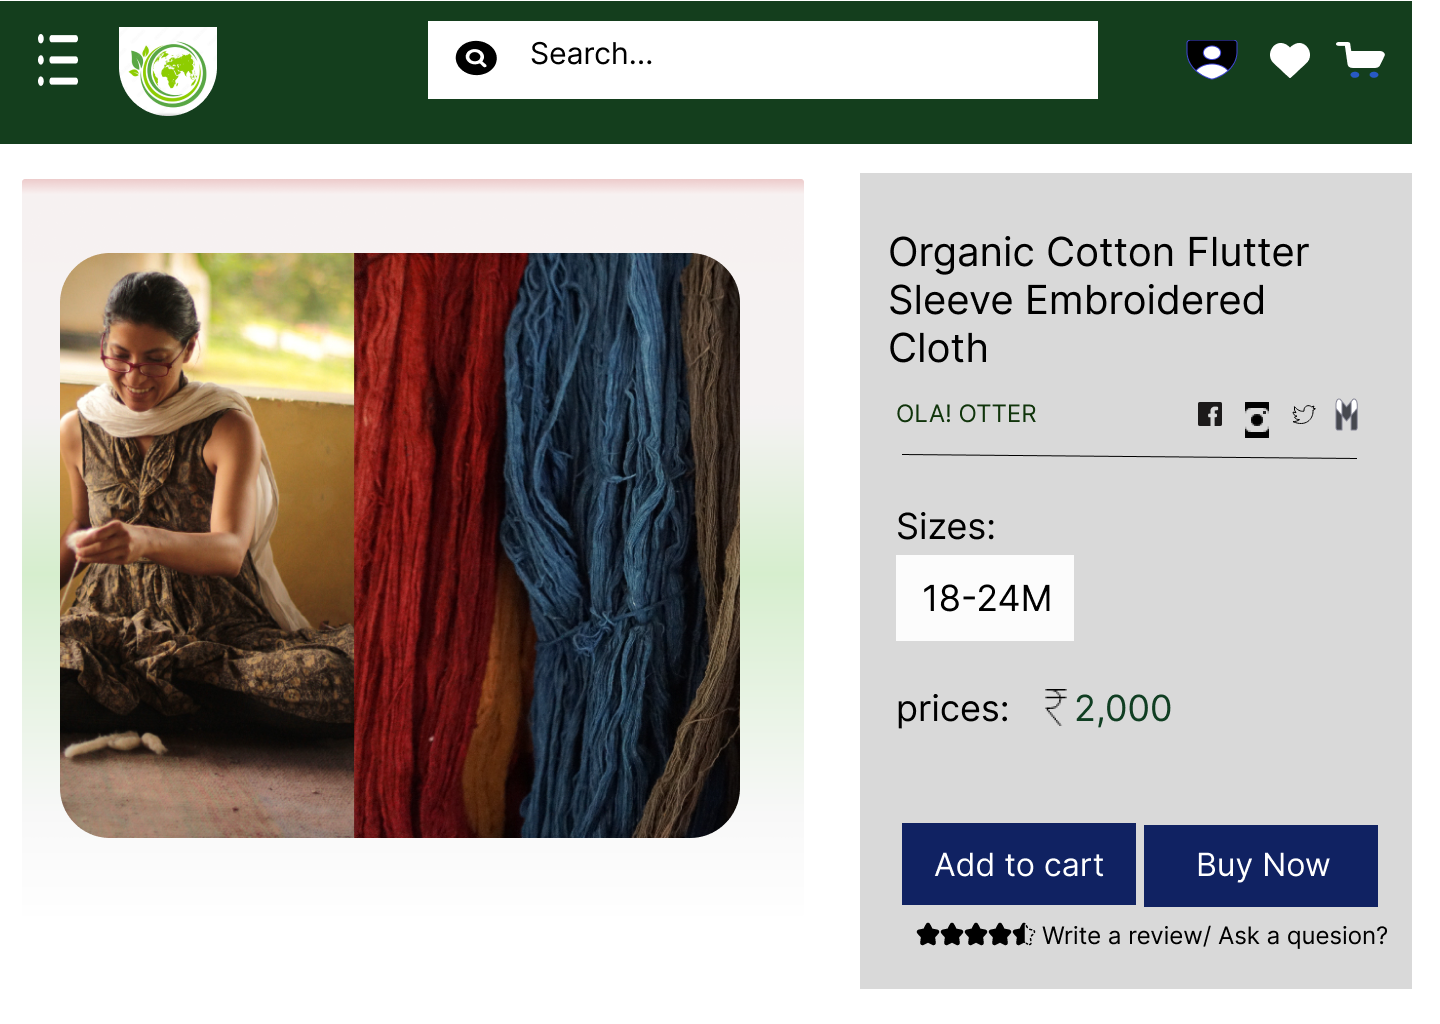 Search...
Organic Cotton Flutter
Sleeve Embroidered
Cloth
OLA! OTTER
Sizes:
18-24M
prices: ₹ 2,000
Add to cart Buy Now
Write a review/ Ask a quesion?